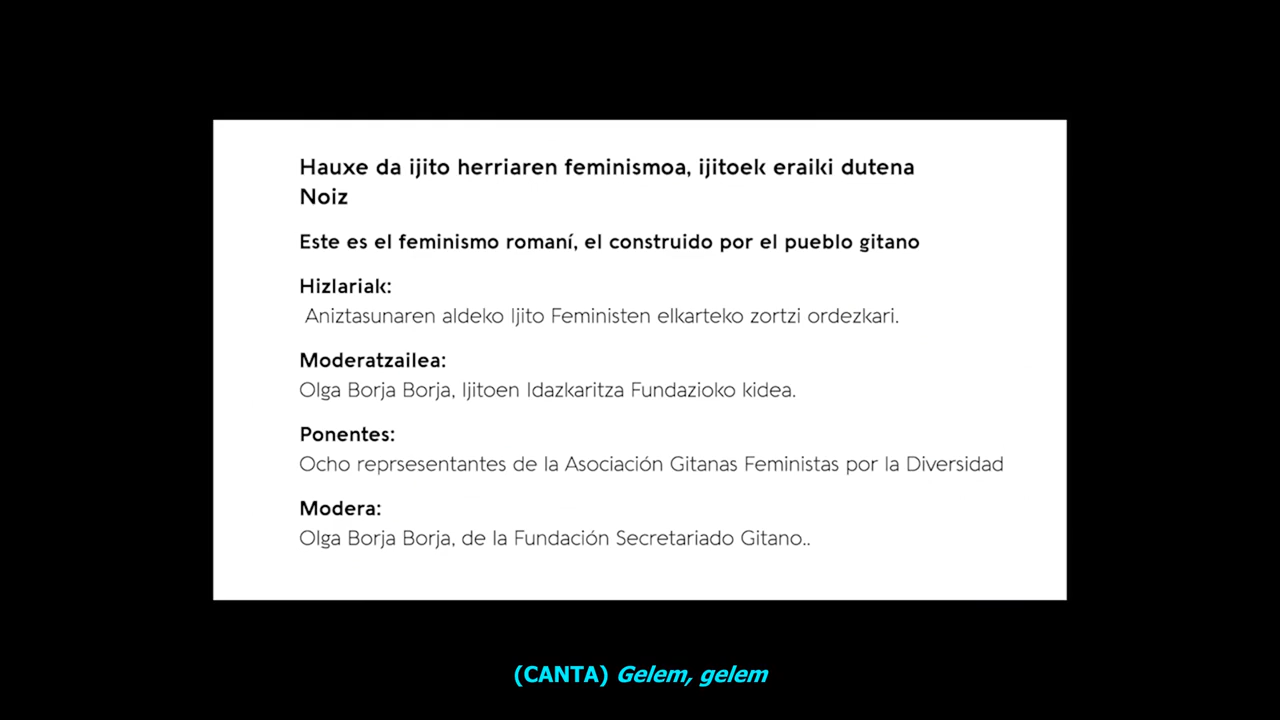 Hauxe da ijito herriaren feminismoa, ijitoek eraiki dutena
Noiz
Este es el feminismo romaní, el construido por el pueblo gitano
Hizlariak:
Aniztasunaren aldeko Ijito Feministen elkarteko zortzi ordezkari.
Moderatzailea:
Olga Borja Borja, Ijitoen Idazkaritza Fundazioko kidea.
Ponentes:
Ocho reprsesentantes de la Asociación Gitanas Feministas por la Diversidad
Modera:
Olga Borja Borja, de la Fundación Secretariado Gitano..
(CANTA) Gelem, gelem